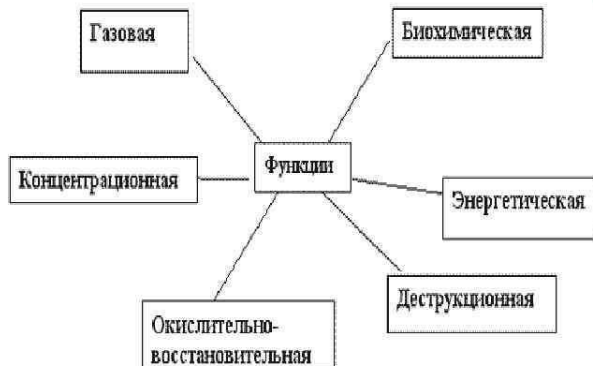 Газовая
Биохимическая
Функции
Концентрационная
Энергетическая
Деструкционная
Окислительно-
восстановительная